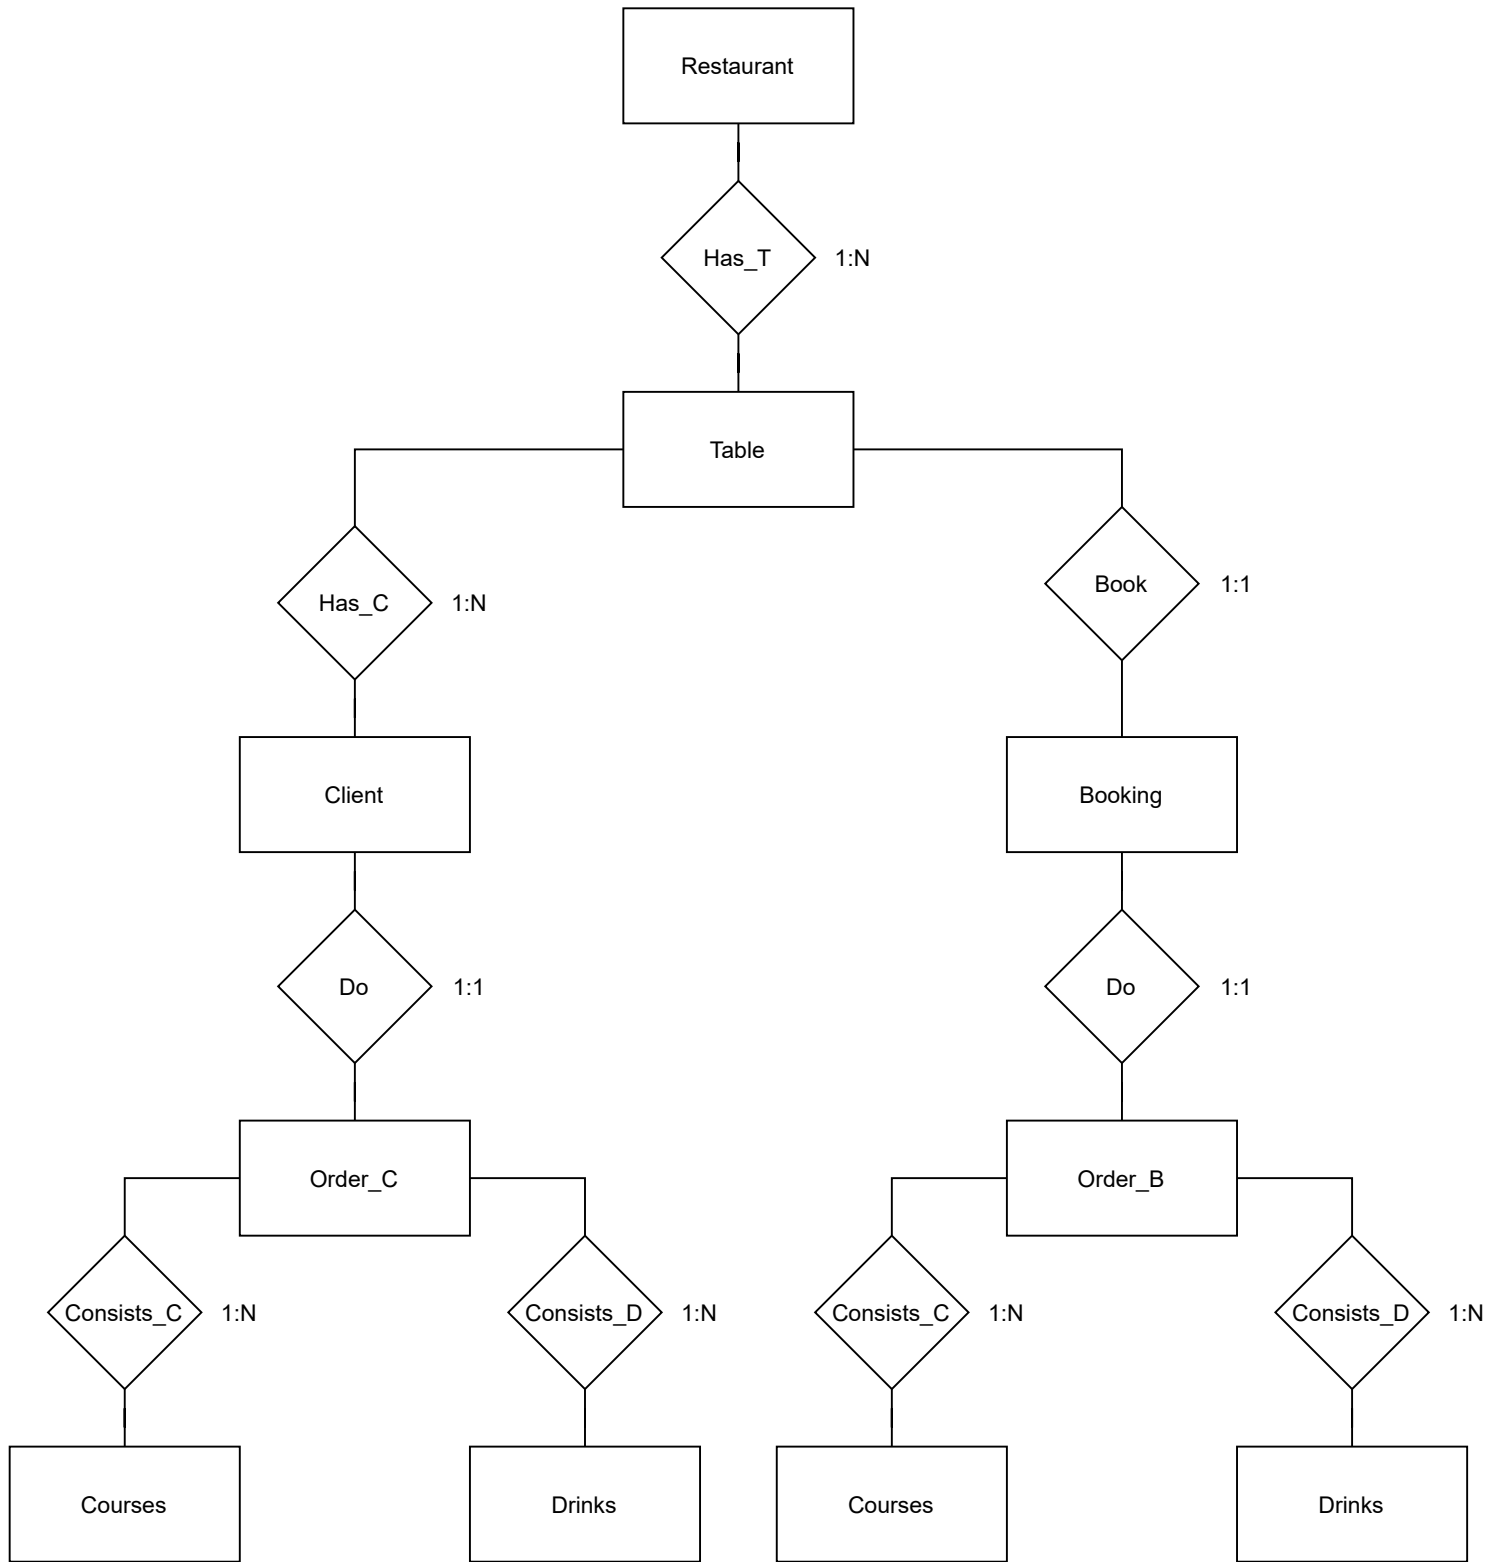 Restaurant
Has_T 1:N
Table
Has_C 1:N
Book 1:1
Client
Booking
Do 1:1
Do 1:1
Order_C
Order_B
Consists_C 1:N
Consists_D 1:N
Consists_C 1:N
Consists_D 1:N
Courses
Drinks
Courses
Drinks